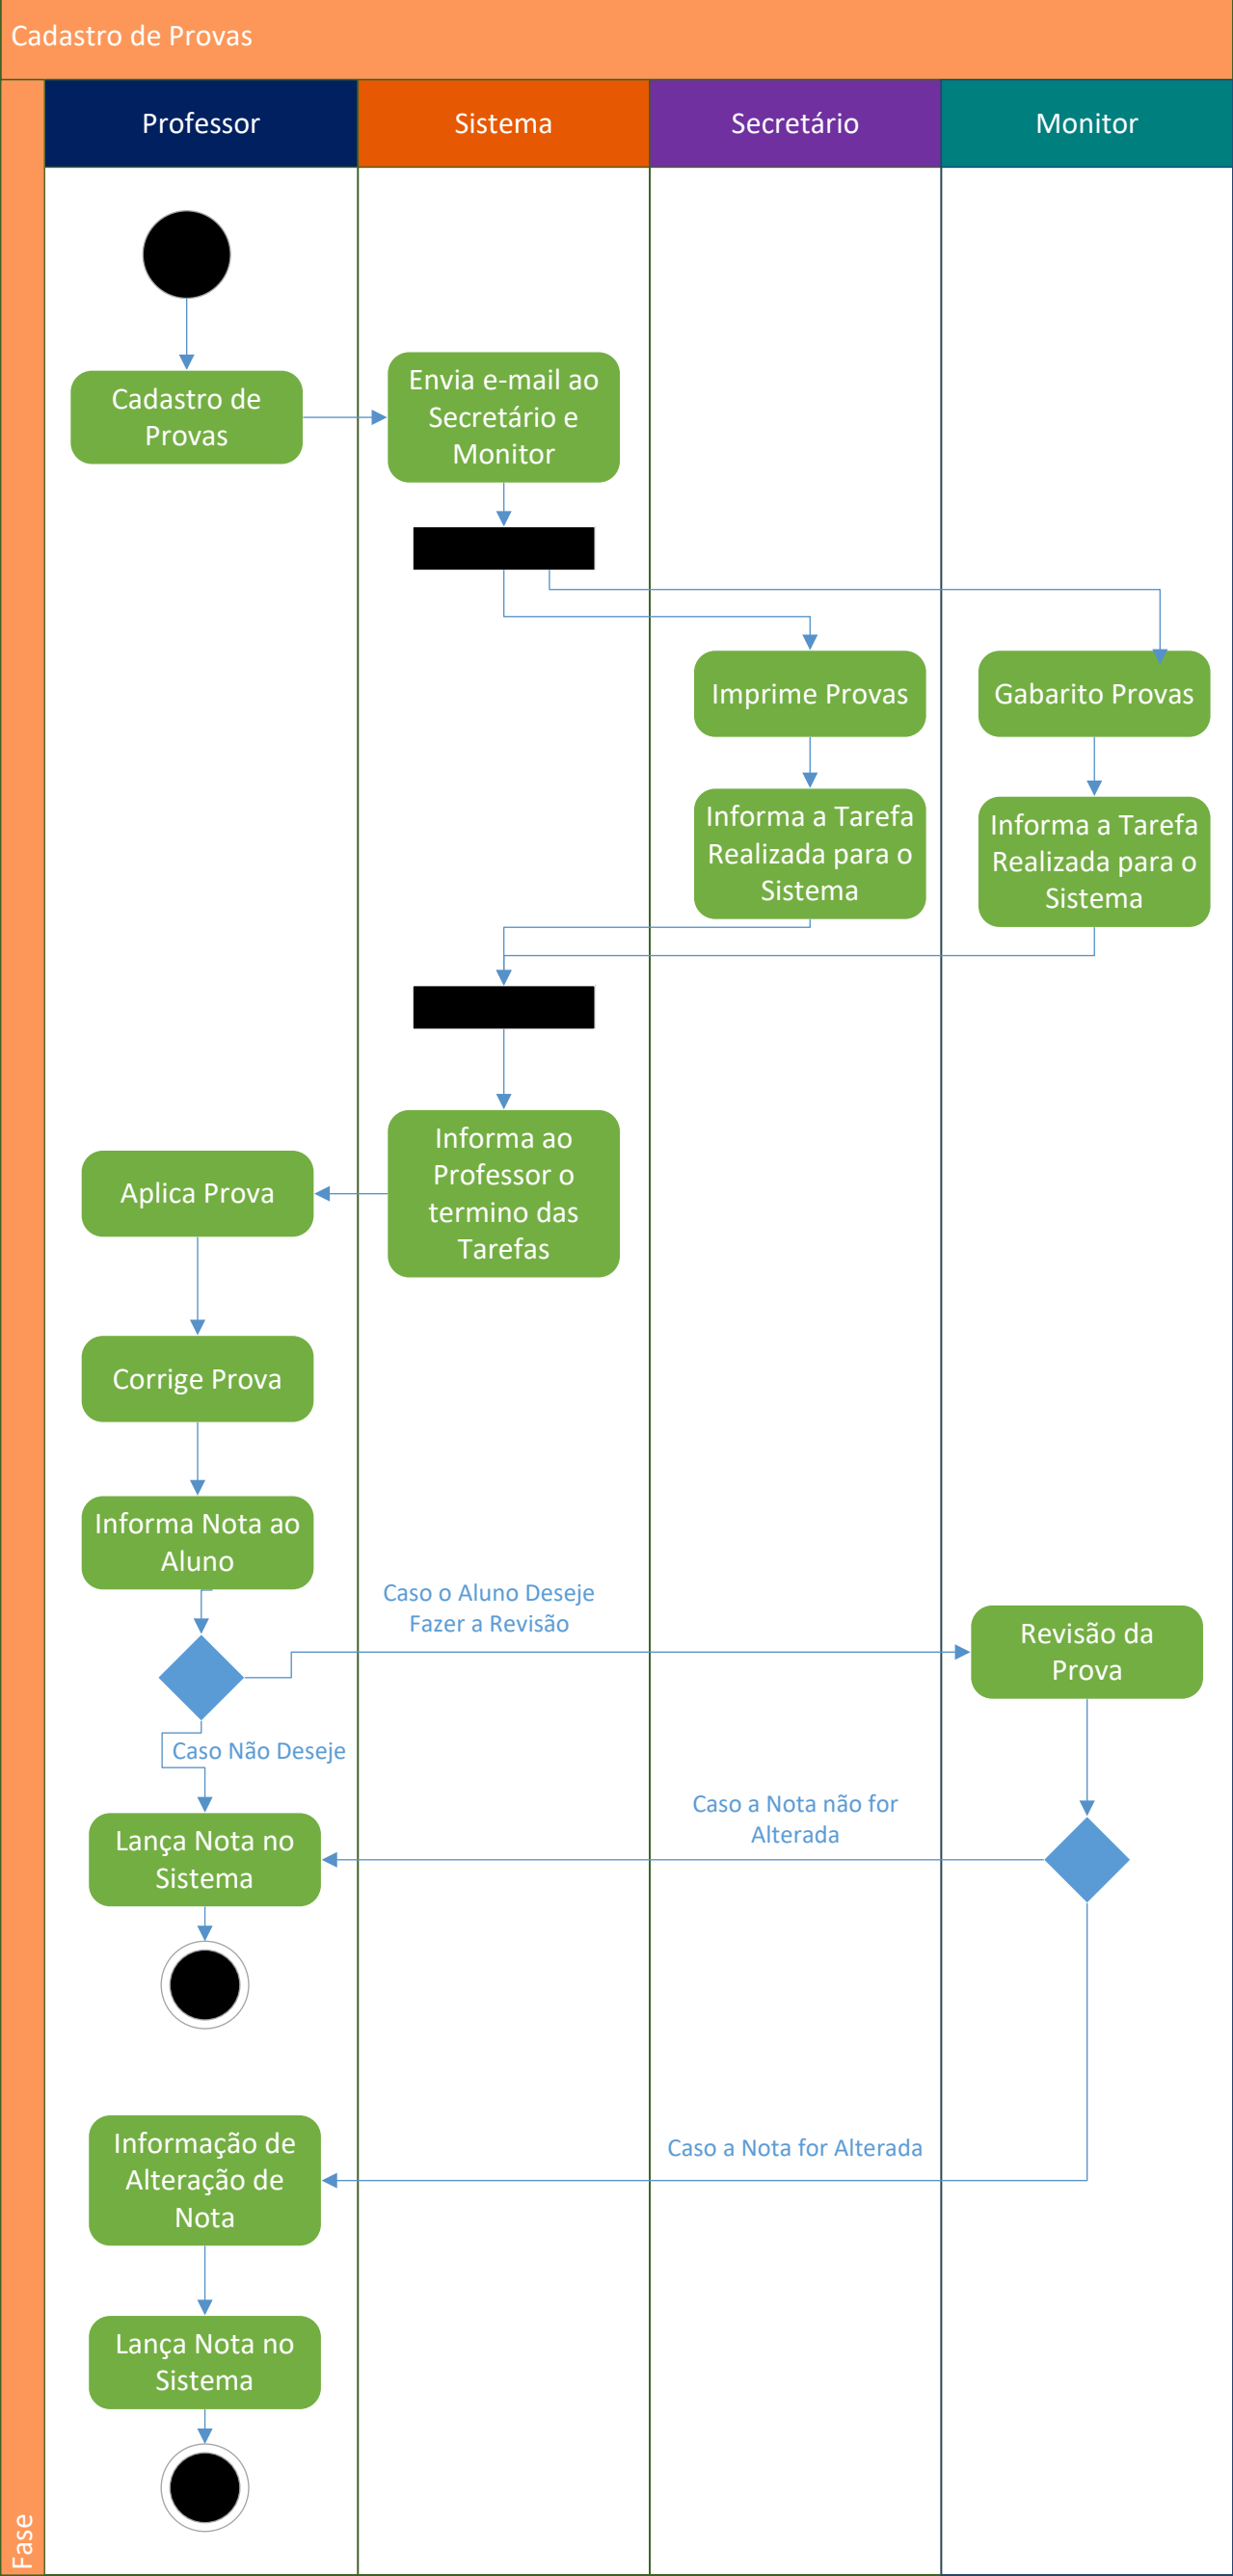 Cadastro de Provas
Professor
Sistema
Secretário
Monitor
Cadastro de
Provas
Envia e-mail ao
Secretário e
Monitor
Imprime Provas
Gabarito Provas
Informa a Tarefa
Realizada para o
Sistema
Informa a Tarefa
Realizada para o
Sistema
Informa ao
Professor o
termino das
Tarefas
Aplica Prova
Corrige Prova
Informa Nota ao
Aluno
Caso o Aluno Deseje
Fazer a Revisão
Revisão da
Prova
Caso Não Deseje
Caso a Nota não for
Alterada
Lança Nota no
Sistema
Informação de
Alteração de
Nota
Caso a Nota for Alterada
Lança Nota no
Sistema
Fase